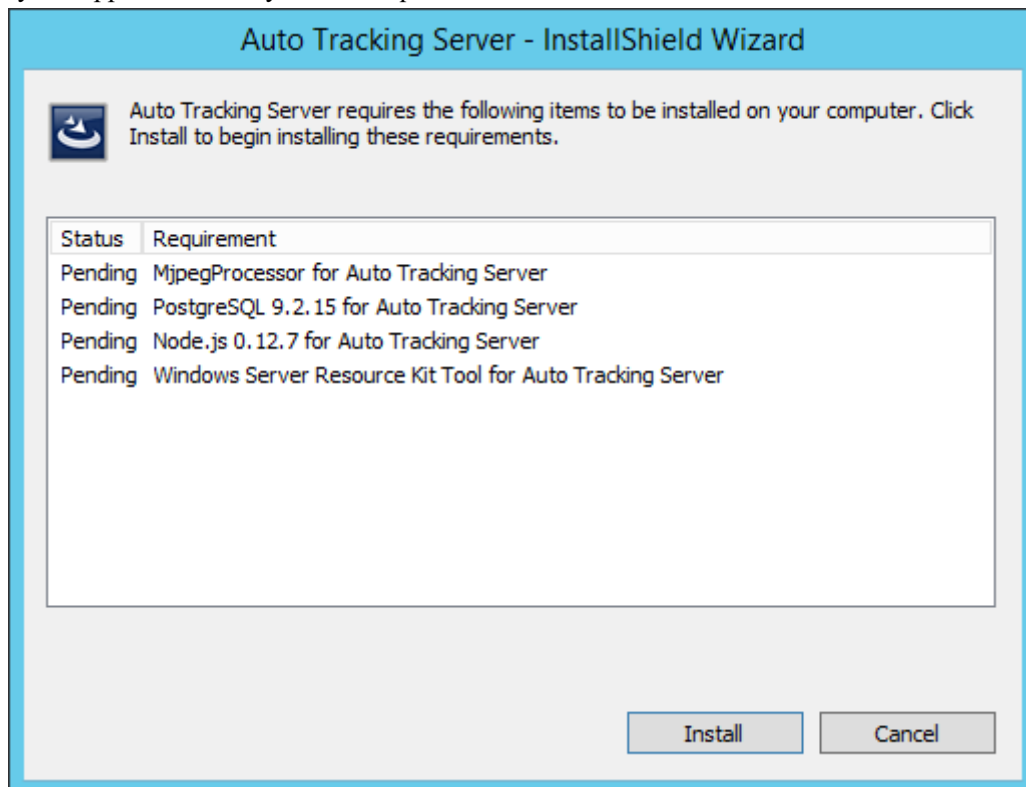 Auto Tracking Server - InstallShield Wizard
Auto Tracking Server requires the following items to be installed on your computer. Click
Install to begin installing these requirements.
Status Requirement
Pending MjpegProcessor for Auto Tracking Server
Pending PostgreSQL 9.2.15 for Auto Tracking Server
Pending Node.js 0.12.7 for Auto Tracking Server
Pending Windows Server Resource Kit Tool for Auto Tracking Server
Install Cancel